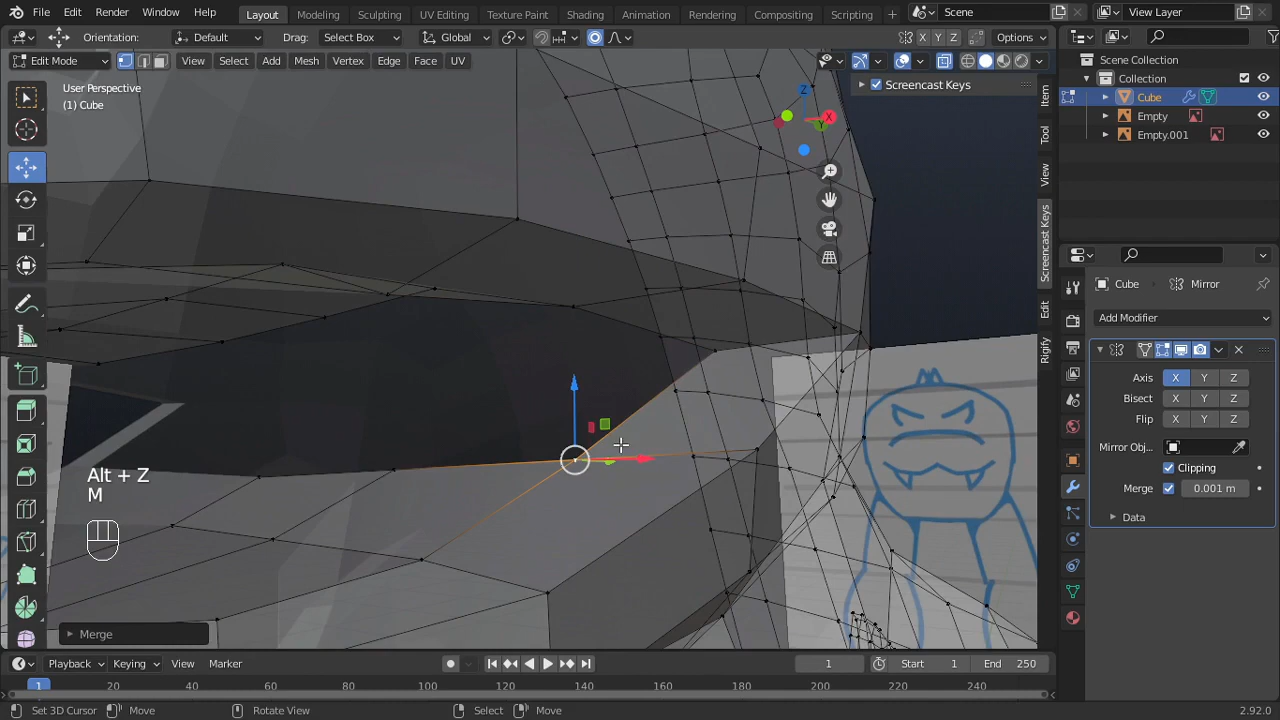 File Edit Render Window Help Layout Modeling Sculpting UV Editing Texture Paint Shading Animation Rendering Compositing Scripting Scene View Layer
Orientation: Default Drag: Select Box Global X Y Z Options
Edit Mode View Select Add Mesh Vertex Edge Face UV
User Perspective
(1) Cube
Screencast Keys
Z
X
Y
Item
Tool
View
Screencast Keys
Edit
Rigify
Scene Collection
Collection
Cube
Empty
Empty.001
Cube Mirror
Add Modifier
Axis X Y Z
Bisect X Y Z
Flip X Y Z
Mirror Obj..
Clipping
Merge 0.001 m
Data
Alt + Z
M
Merge
Playback Keying View Marker 1 Start 1 End 250
1 20 40 60 80 100 120 140 160 180 200 220 240
Set 3D Cursor Move Rotate View Select Move 2.92.0